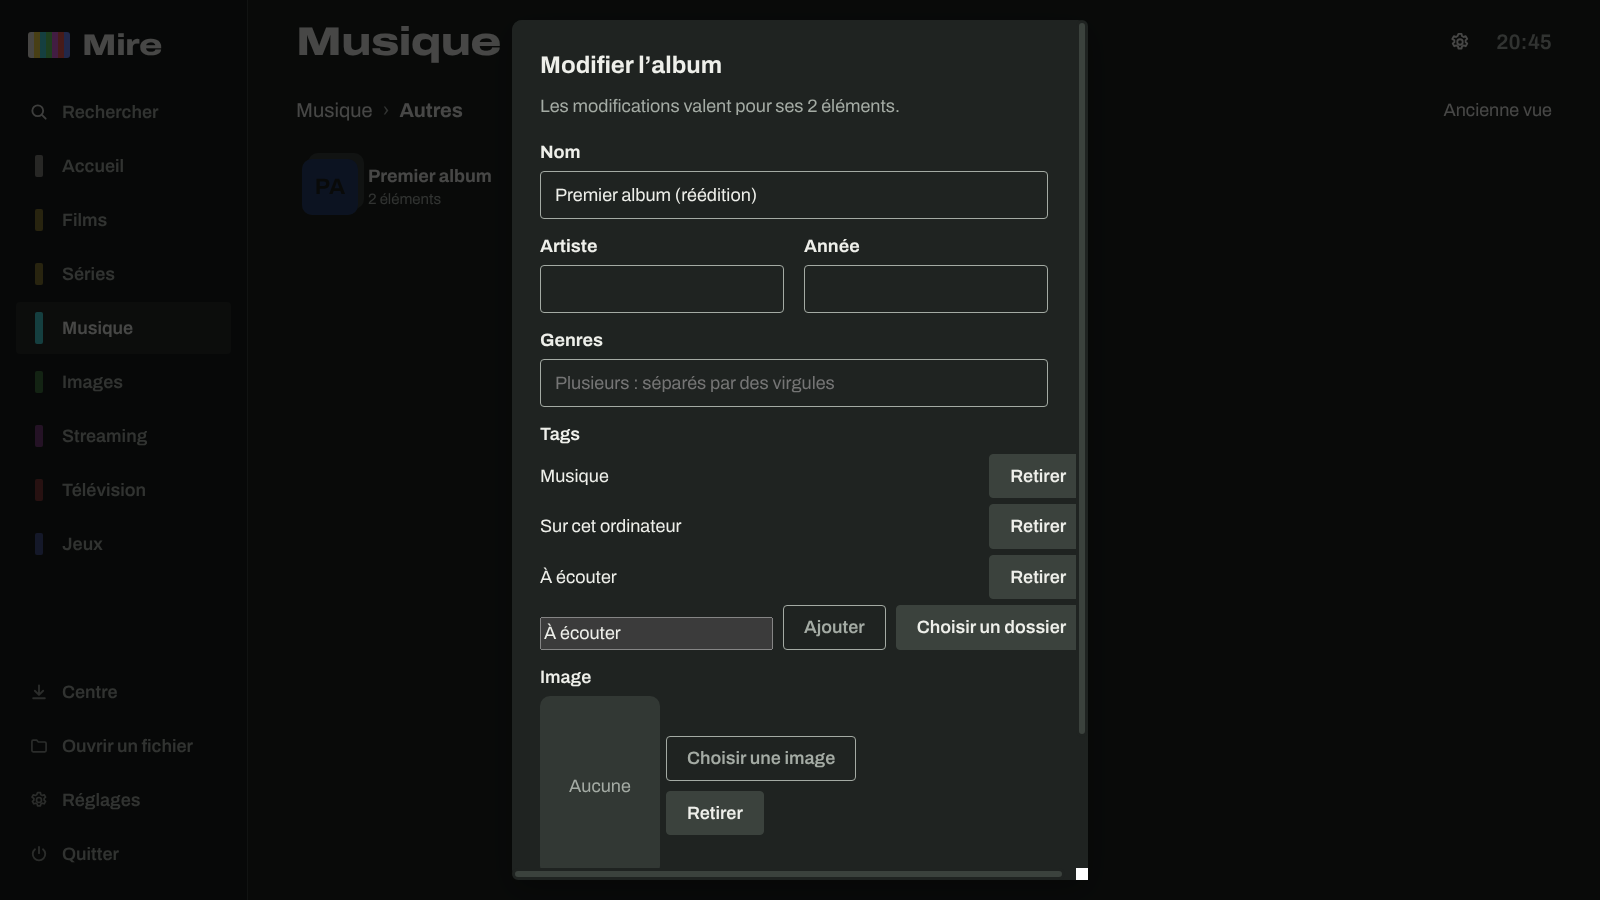 Mire
Rechercher
Accueil
Films
Séries
Musique
Images
Streaming
Télévision
Jeux
Centre
Ouvrir un fichier
Réglages
Quitter
Musique
20:45
Musique › Autres
Ancienne vue
PA
Premier album
2 éléments
Modifier l’album
Les modifications valent pour ses 2 éléments.
Nom
Premier album (réédition)
Artiste
Année
Genres
Plusieurs : séparés par des virgules
Tags
Musique
Retirer
Sur cet ordinateur
Retirer
À écouter
Retirer
À écouter
Ajouter
Choisir un dossier
Image
Aucune
Choisir une image
Retirer